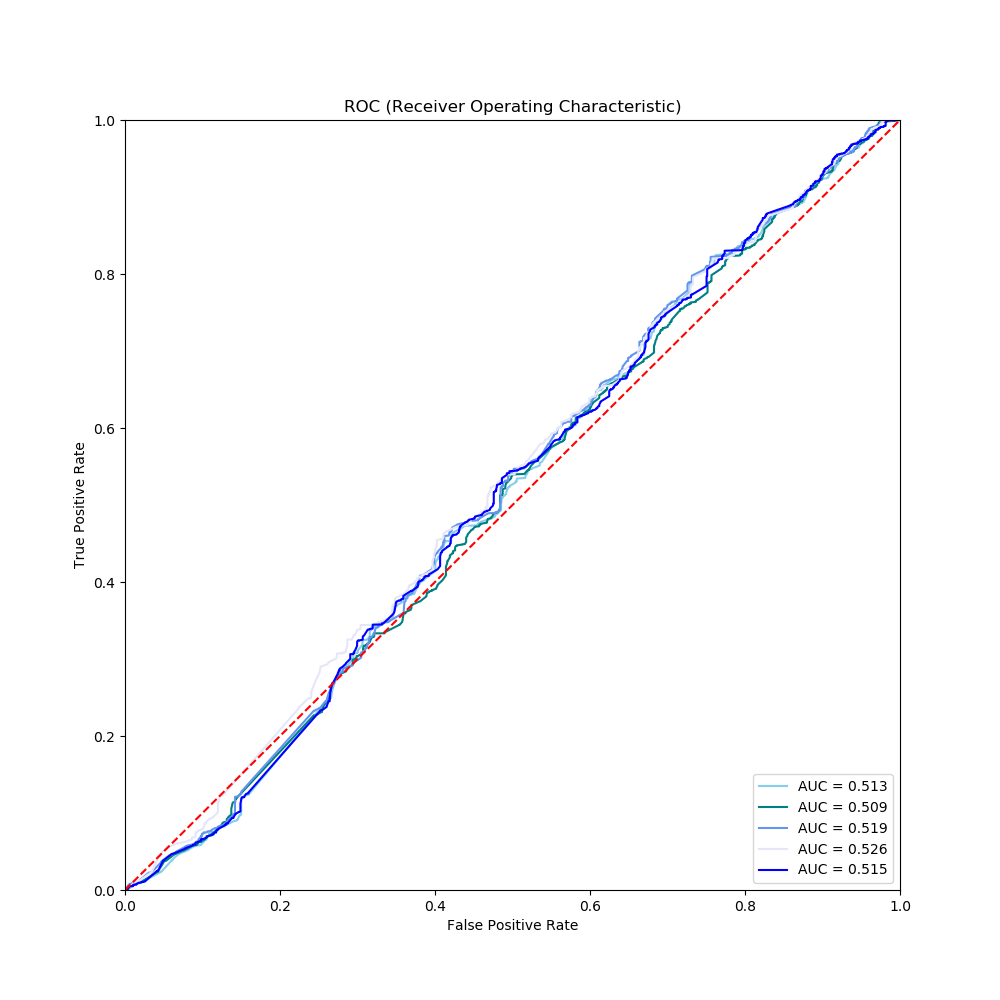 ROC (Receiver Operating Characteristic)
True Positive Rate
1.0
0.8
0.6
0.4
0.2
0.0
0.0 0.2 0.4 0.6 0.8 1.0
False Positive Rate
AUC = 0.513
AUC = 0.509
AUC = 0.519
AUC = 0.526
AUC = 0.515